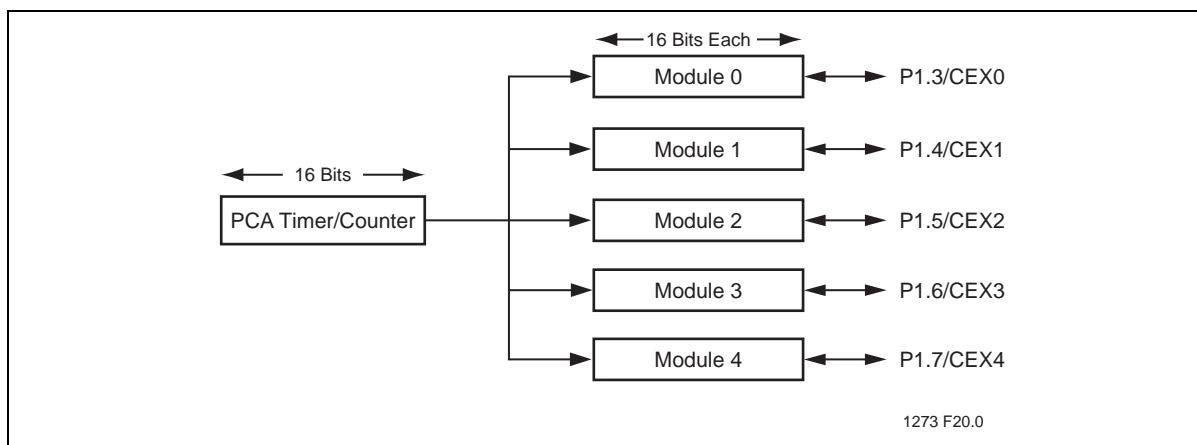 16 Bits Each
Module 0
P1.3/CEX0
Module 1
P1.4/CEX1
16 Bits
PCA Timer/Counter
Module 2
P1.5/CEX2
Module 3
P1.6/CEX3
Module 4
P1.7/CEX4
1273 F20.0